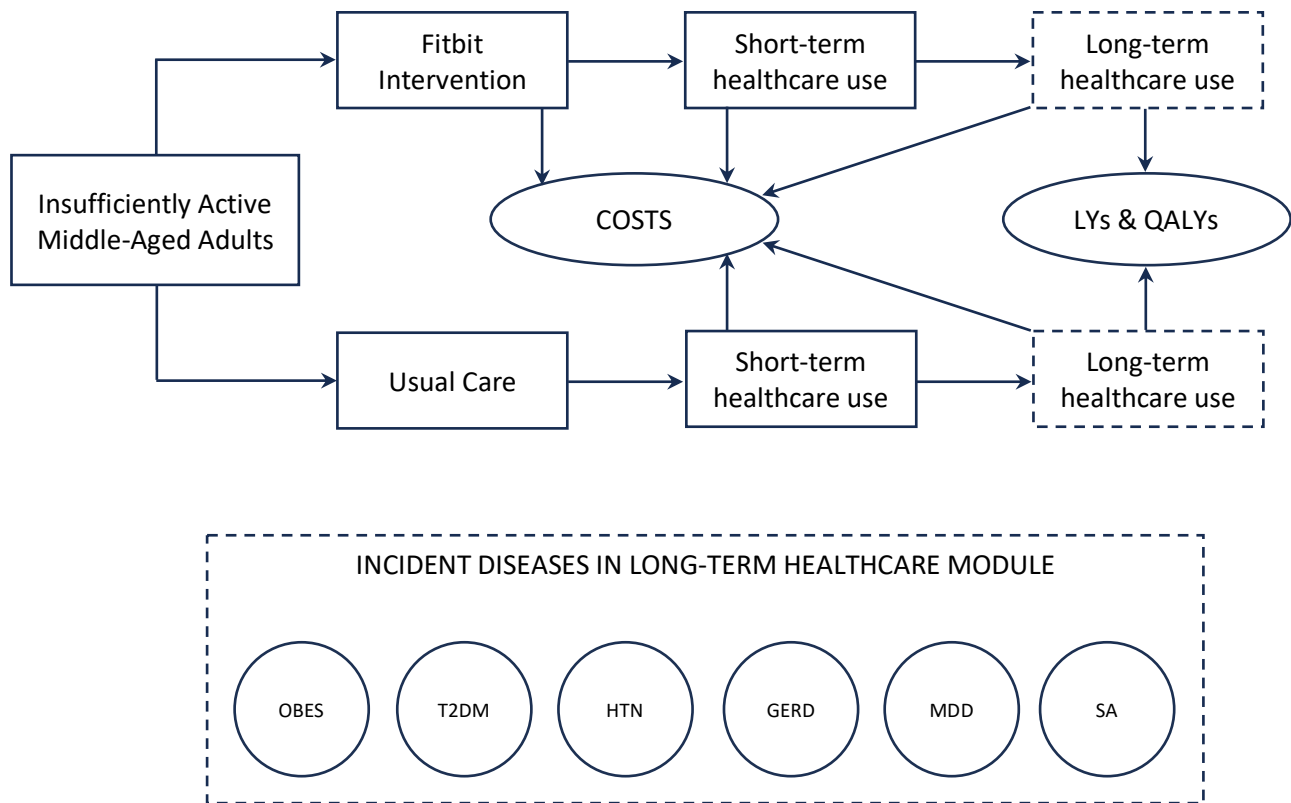 Fitbit
Intervention
Short-term
healthcare use
Long-term
healthcare use
Insufficiently Active
Middle-Aged Adults
COSTS
LYs & QALYs
Usual Care
Short-term
healthcare use
Long-term
healthcare use
INCIDENT DISEASES IN LONG-TERM HEALTHCARE MODULE
OBES
T2DM
HTN
GERD
MDD
SA